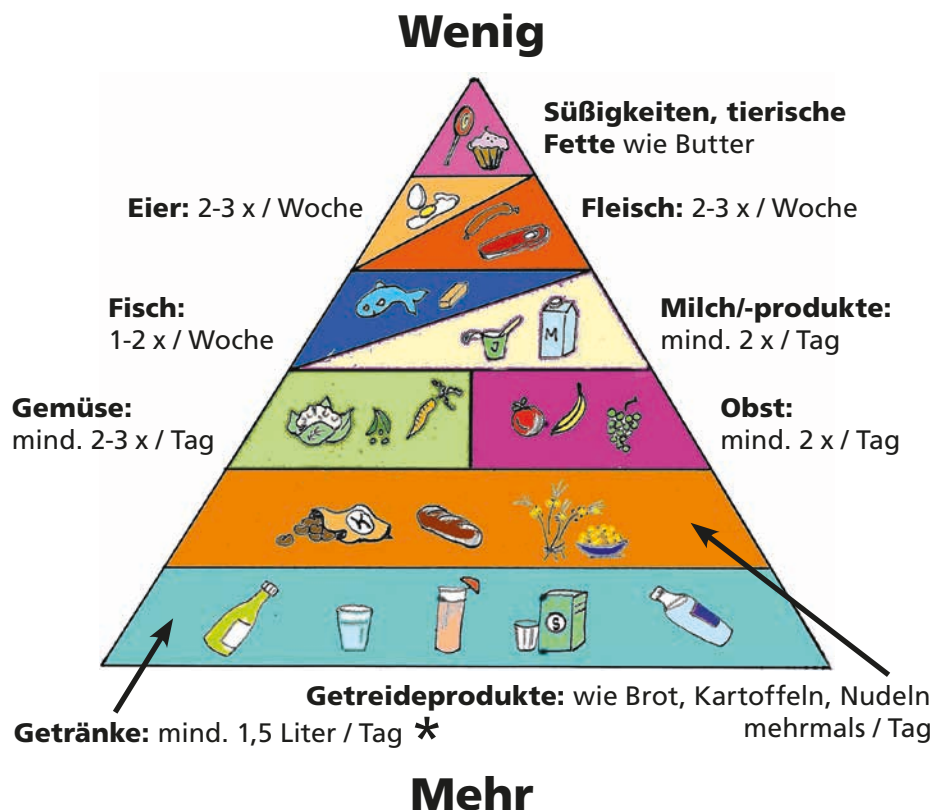 Wenig
Süßigkeiten, tierische
Fette wie Butter
Eier: 2-3 x / Woche
Fleisch: 2-3 x / Woche
Fisch:
1-2 x / Woche
Milch/-produkte:
mind. 2 x / Tag
J
M
Gemüse:
mind. 2-3 x / Tag
Obst:
mind. 2 x / Tag
K
S
Getreideprodukte: wie Brot, Kartoffeln, Nudeln
mehrmals / Tag
Getränke: mind. 1,5 Liter / Tag *
Mehr